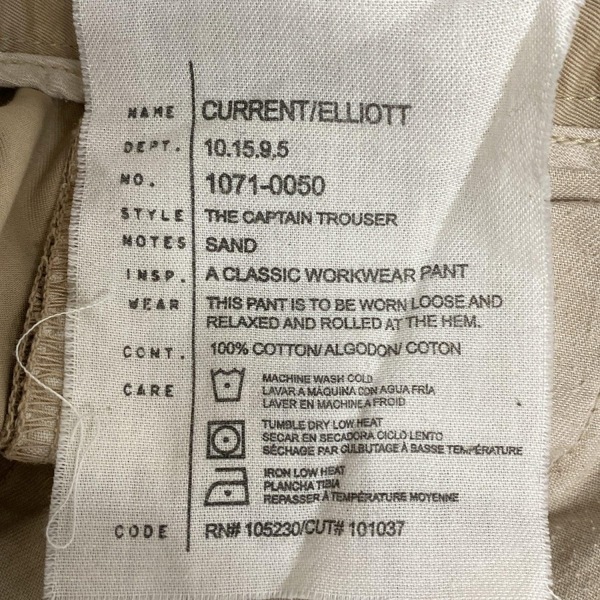 NAME CURRENT/ELLIOTT
DEPT. 10.15.9.5
NO. 1071-0050
STYLE THE CAPTAIN TROUSER
NOTES SAND
INSP. A CLASSIC WORKWEAR PANT
WEAR THIS PANT IS TO BE WORN LOOSE AND
RELAXED AND ROLLED AT THE HEM.
CONT. 100% COTTON/ ALGODON/ COTON
CARE MACHINE WASH COLD
LAVAR A MAQUINA CON AGUA FRÍA
LAVER EN MACHINE A FROID
TUMBLE DRY LOW HEAT
SECAR EN SECADORA CICLO LENTO
SÉCHAGE PAR CULBUTAGE À BASSE TEMPÉRATURE
IRON LOW HEAT
PLANCHA TIBIA
REPASSER À TEMPÉRATURE MOYENNE
CODE RN# 105230/CUT# 101037